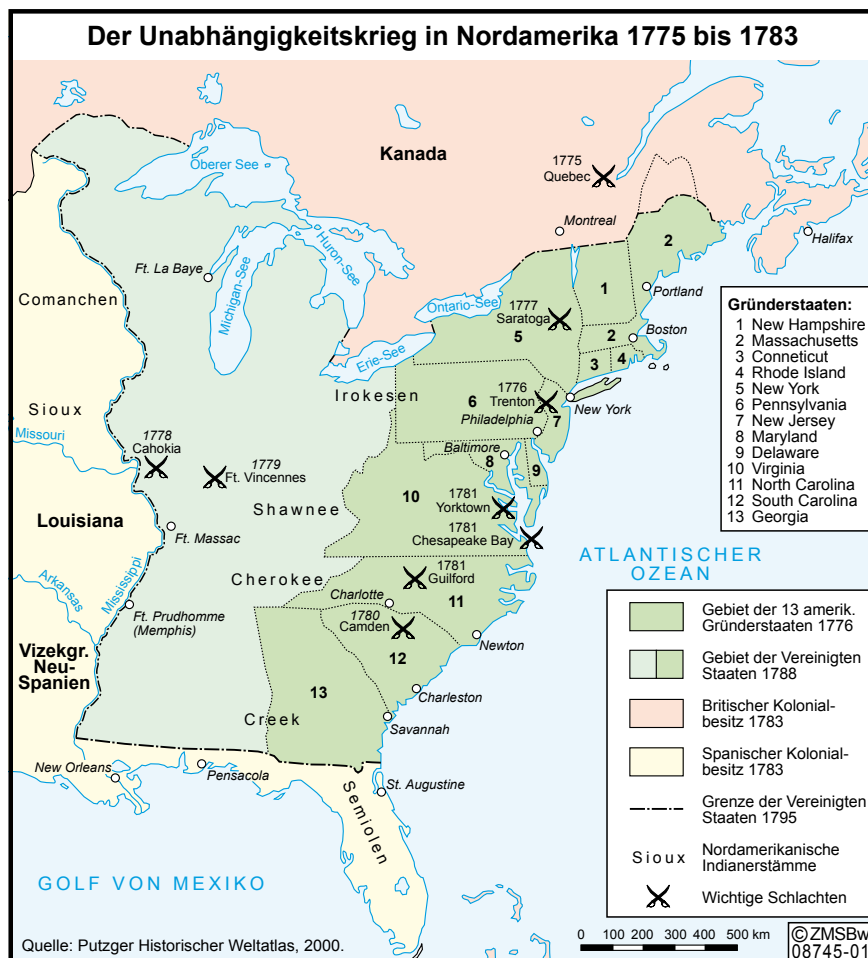 Der Unabhängigkeitskrieg in Nordamerika 1775 bis 1783
Kanada
Oberer See
1775
Quebec
Montreal
Halifax
2
Huron-See
Michigan-See
Ft. La Baye
Comanchen
Ontario-See
1777
Saratoga
1
Portland
5
2
Boston
Erie-See
3
4
Irokesen
6
1776
Trenton
New York
Philadelphia
7
Sioux
Missouri
1778
Cahokia
1779
Ft. Vincennes
Baltimore
8
9
10
Shawnee
1781
Yorktown
Louisiana
Ft. Massac
1781
Chesapeake Bay
ATLANTISCHER
OZEAN
Arkansas
Mississippi
Cherokee
1781
Guilford
11
Charlotte
Ft. Prudhomme
(Memphis)
1780
Camden
Newton
Vizekgr.
Neu-
Spanien
12
13
Charleston
Creek
Savannah
New Orleans
Pensacola
St. Augustine
Semiolen
GOLF VON MEXIKO
Gründerstaaten:
1 New Hampshire
2 Massachusetts
3 Conneticut
4 Rhode Island
5 New York
6 Pennsylvania
7 New Jersey
8 Maryland
9 Delaware
10 Virginia
11 North Carolina
12 South Carolina
13 Georgia
Gebiet der 13 amerik.
Gründerstaaten 1776
Gebiet der Vereinigten
Staaten 1788
Britischer Kolonial-
besitz 1783
Spanischer Kolonial-
besitz 1783
Grenze der Vereinigten
Staaten 1795
Sioux
Nordamerikanische
Indianerstämme
Wichtige Schlachten
Quelle: Putzger Historischer Weltatlas, 2000.
0 100 200 300 400 500 km
©ZMSBw
08745-01